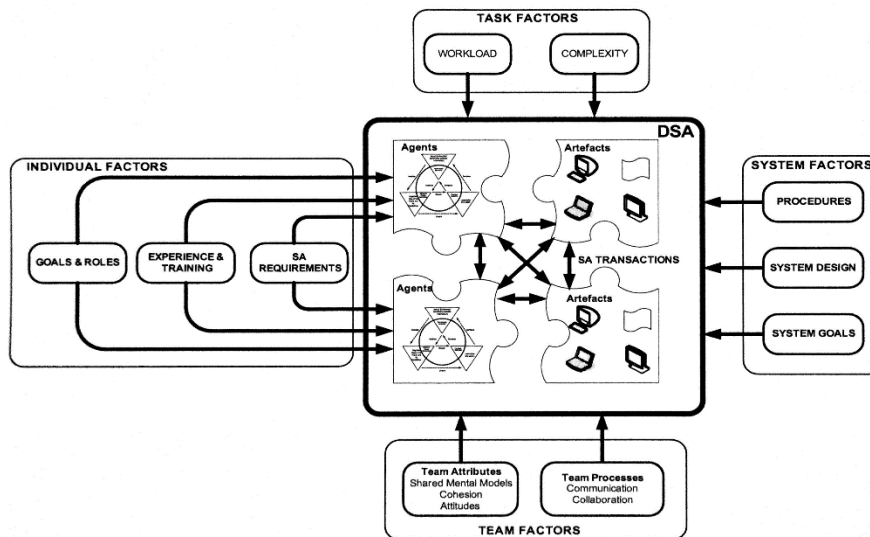 TASK FACTORS
WORKLOAD
COMPLEXITY
DSA
INDIVIDUAL FACTORS
GOALS & ROLES
EXPERIENCE &
TRAINING
SA
REQUIREMENTS
Agents
Artefacts
SA TRANSACTIONS
Agents
Artefacts
SYSTEM FACTORS
PROCEDURES
SYSTEM DESIGN
SYSTEM GOALS
Team Attributes
Shared Mental Models
Cohesion
Attitudes
Team Processes
Communication
Collaboration
TEAM FACTORS